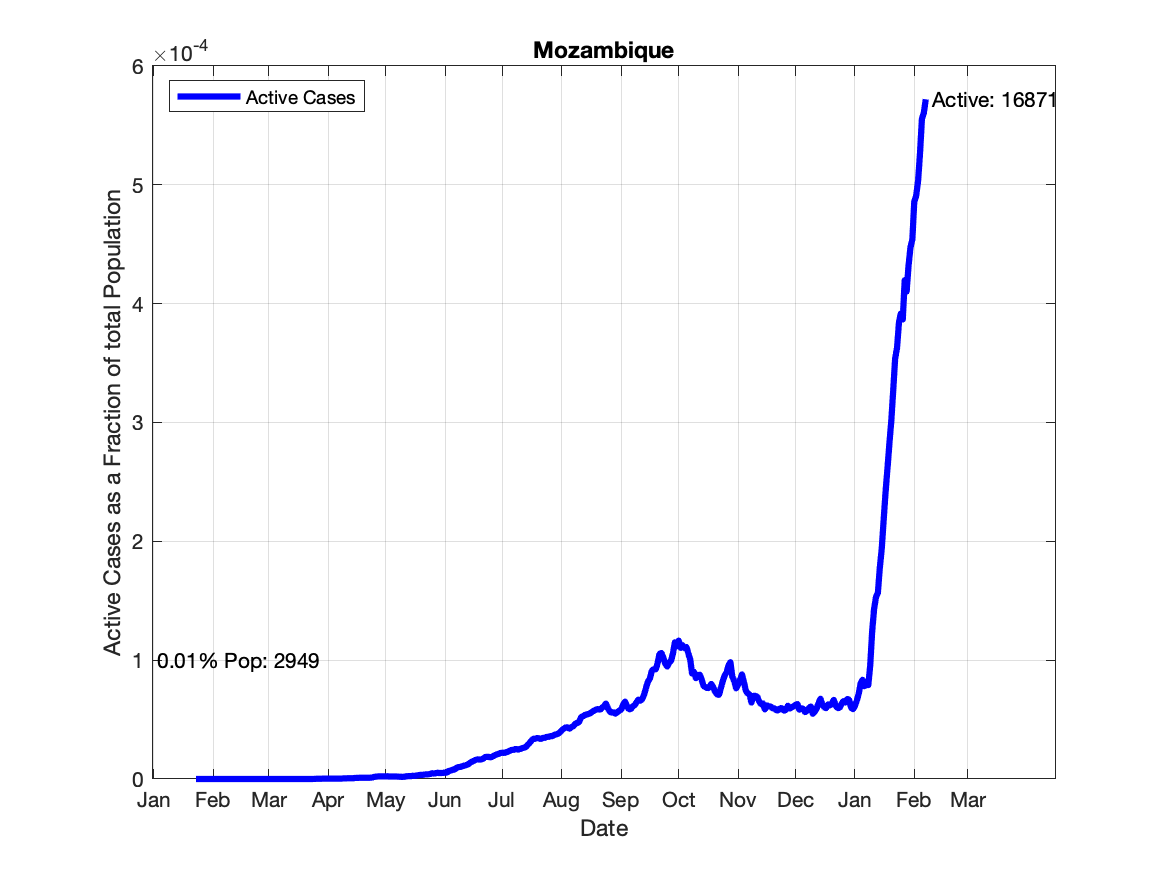 Mozambique
×10-4
6
5
4
3
2
1
0
Active Cases
Active: 16871
0.01% Pop: 2949
Active Cases as a Fraction of total Population
Jan Feb Mar Apr May Jun Jul Aug Sep Oct Nov Dec Jan Feb Mar
Date